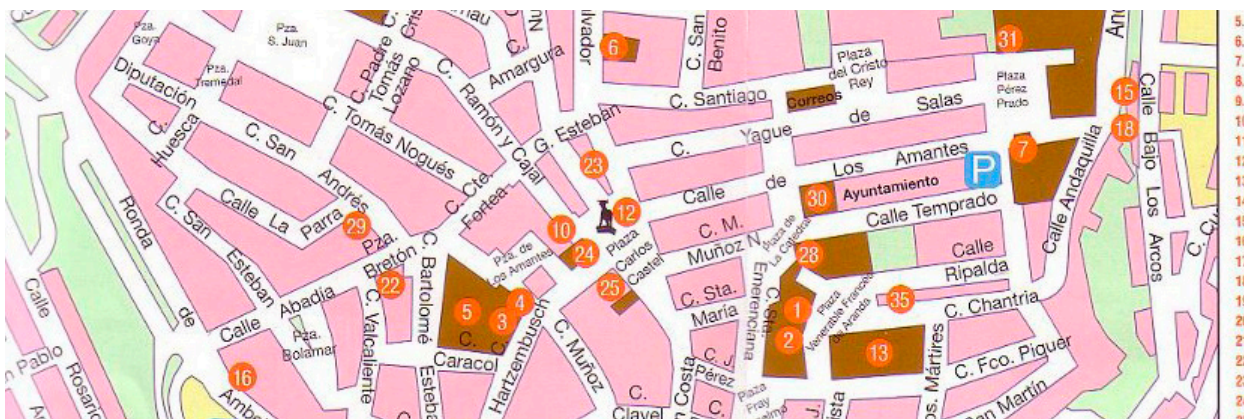 Pza.
Goya
Pza.
S. Juan
Pza.
Tremedal
Diputación
C.
Huesca
C. Padre
Tomás
Lozano
C. Tomás Nogués
C. San
Andrés
Calle La
Parra
C. San
Esteban
Ronda
de
Calle
Rosario
Calle Abadia
Pza.
Bolamar
Pza.
Bretón
C. Valcaliente
C. Bartolomé
Caracol
C. Cte.
Fortea
C.
Ramón y Cajal
Amargura
C.
G. Esteban
6
C. San
Benito
C. Santiago
Plaza
del Cristo
Rey
Correos
C. Yague de Salas
Calle de Los Amantes
Plaza
Pérez
Prado
31
15
18
7
P
30
Ayuntamiento
Calle Temprado
Calle Andaquilla
Calle Bajo Los Arcos
23
12
10
24
Plaza
Carlos
Castel
25
Pza. de
Los Amantes
29
22
5
4
3
16
C.
Hartzembusch
C. Muñoz
C. M.
Muñoz N
C. Sta.
María
C. Sta.
Emerenciana
Plaza de
La Catedral
28
1
2
Plaza
Venerable Francés
de Aranda
35
13
Calle
Ripalda
C. Chantria
C. Fco. Piquer
San Martín
os. Mártires
C. J.
Pérez
Plaza
Fray
n Costa
C.
Clavel